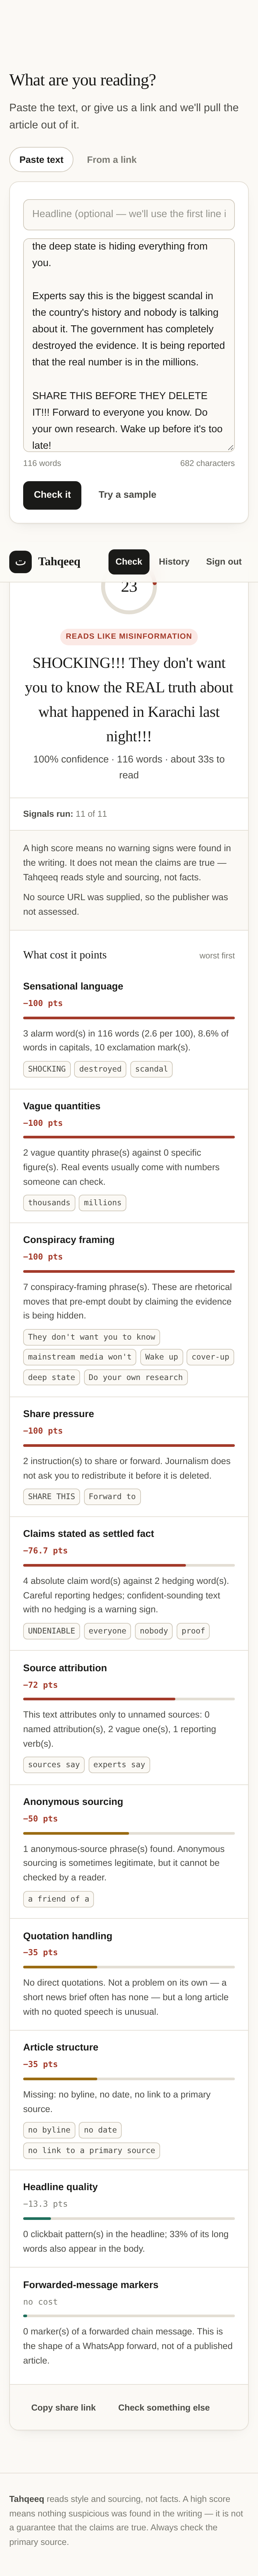 What are you reading?
Paste the text, or give us a link and we'll pull the
article out of it.
Paste text
From a link
Headline (optional — we'll use the first line i
the deep state is hiding everything from
you.
Experts say this is the biggest scandal in
the country's history and nobody is talking
about it. The government has completely
destroyed the evidence. It is being reported
that the real number is in the millions.
SHARE THIS BEFORE THEY DELETE
IT!!! Forward to everyone you know. Do
your own research. Wake up before it's too
late!
116 words
682 characters
Check it
Try a sample
ت
Tahqeeq
Check
History
Sign out
23
READS LIKE MISINFORMATION
SHOCKING!!! They don't want
you to know the REAL truth about
what happened in Karachi last
night!!!
100% confidence · 116 words · about 33s to
read
Signals run: 11 of 11
A high score means no warning signs were found in
the writing. It does not mean the claims are true —
Tahqeeq reads style and sourcing, not facts.
No source URL was supplied, so the publisher was
not assessed.
What cost it points
worst first
Sensational language
−100 pts
3 alarm word(s) in 116 words (2.6 per 100), 8.6% of
words in capitals, 10 exclamation mark(s).
SHOCKING
destroyed
scandal
Vague quantities
−100 pts
2 vague quantity phrase(s) against 0 specific
figure(s). Real events usually come with numbers
someone can check.
thousands
millions
Conspiracy framing
−100 pts
7 conspiracy-framing phrase(s). These are rhetorical
moves that pre-empt doubt by claiming the evidence
is being hidden.
They don't want you to know
mainstream media won't
Wake up
cover-up
deep state
Do your own research
Share pressure
−100 pts
2 instruction(s) to share or forward. Journalism does
not ask you to redistribute it before it is deleted.
SHARE THIS
Forward to
Claims stated as settled fact
−76.7 pts
4 absolute claim word(s) against 2 hedging word(s).
Careful reporting hedges; confident-sounding text
with no hedging is a warning sign.
UNDENIABLE
everyone
nobody
proof
Source attribution
−72 pts
This text attributes only to unnamed sources: 0
named attribution(s), 2 vague one(s), 1 reporting
verb(s).
sources say
experts say
Anonymous sourcing
−50 pts
1 anonymous-source phrase(s) found. Anonymous
sourcing is sometimes legitimate, but it cannot be
checked by a reader.
a friend of a
Quotation handling
−35 pts
No direct quotations. Not a problem on its own — a
short news brief often has none — but a long article
with no quoted speech is unusual.
Article structure
−35 pts
Missing: no byline, no date, no link to a primary
source.
no byline
no date
no link to a primary source
Headline quality
−13.3 pts
0 clickbait pattern(s) in the headline; 33% of its long
words also appear in the body.
Forwarded-message markers
no cost
0 marker(s) of a forwarded chain message. This is
the shape of a WhatsApp forward, not of a published
article.
Copy share link
Check something else
Tahqeeq reads style and sourcing, not facts. A high score
means nothing suspicious was found in the writing — it is not
a guarantee that the claims are true. Always check the
primary source.